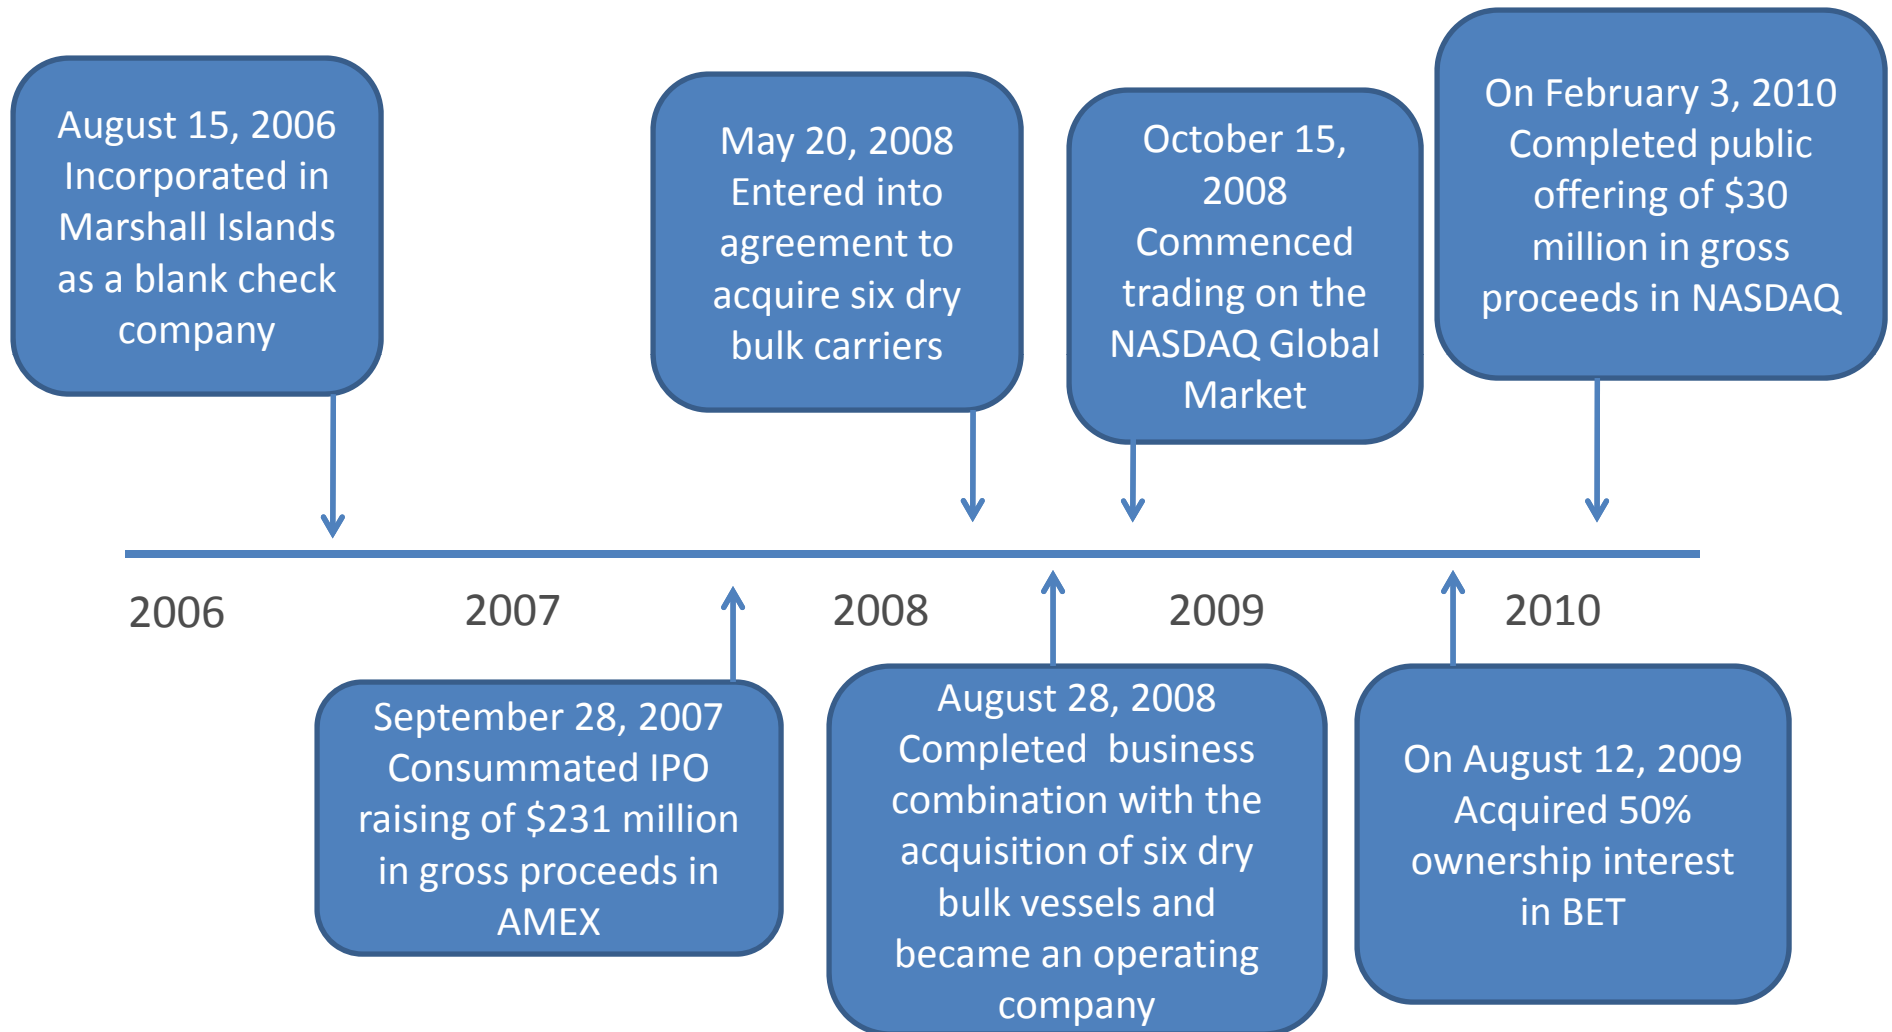 August 15, 2006
Incorporated in
Marshall Islands
as a blank check
company
May 20, 2008
Entered into
agreement to
acquire six dry
bulk carriers
October 15,
2008
Commenced
trading on the
NASDAQ Global
Market
On February 3, 2010
Completed public
offering of $30
million in gross
proceeds in NASDAQ
2006
2007
2008
2009
2010
September 28, 2007
Consummated IPO
raising of $231 million
in gross proceeds in
AMEX
August 28, 2008
Completed  business
combination with the
acquisition of six dry
bulk vessels and
became an operating
company
On August 12, 2009
Acquired 50%
ownership interest
in BET